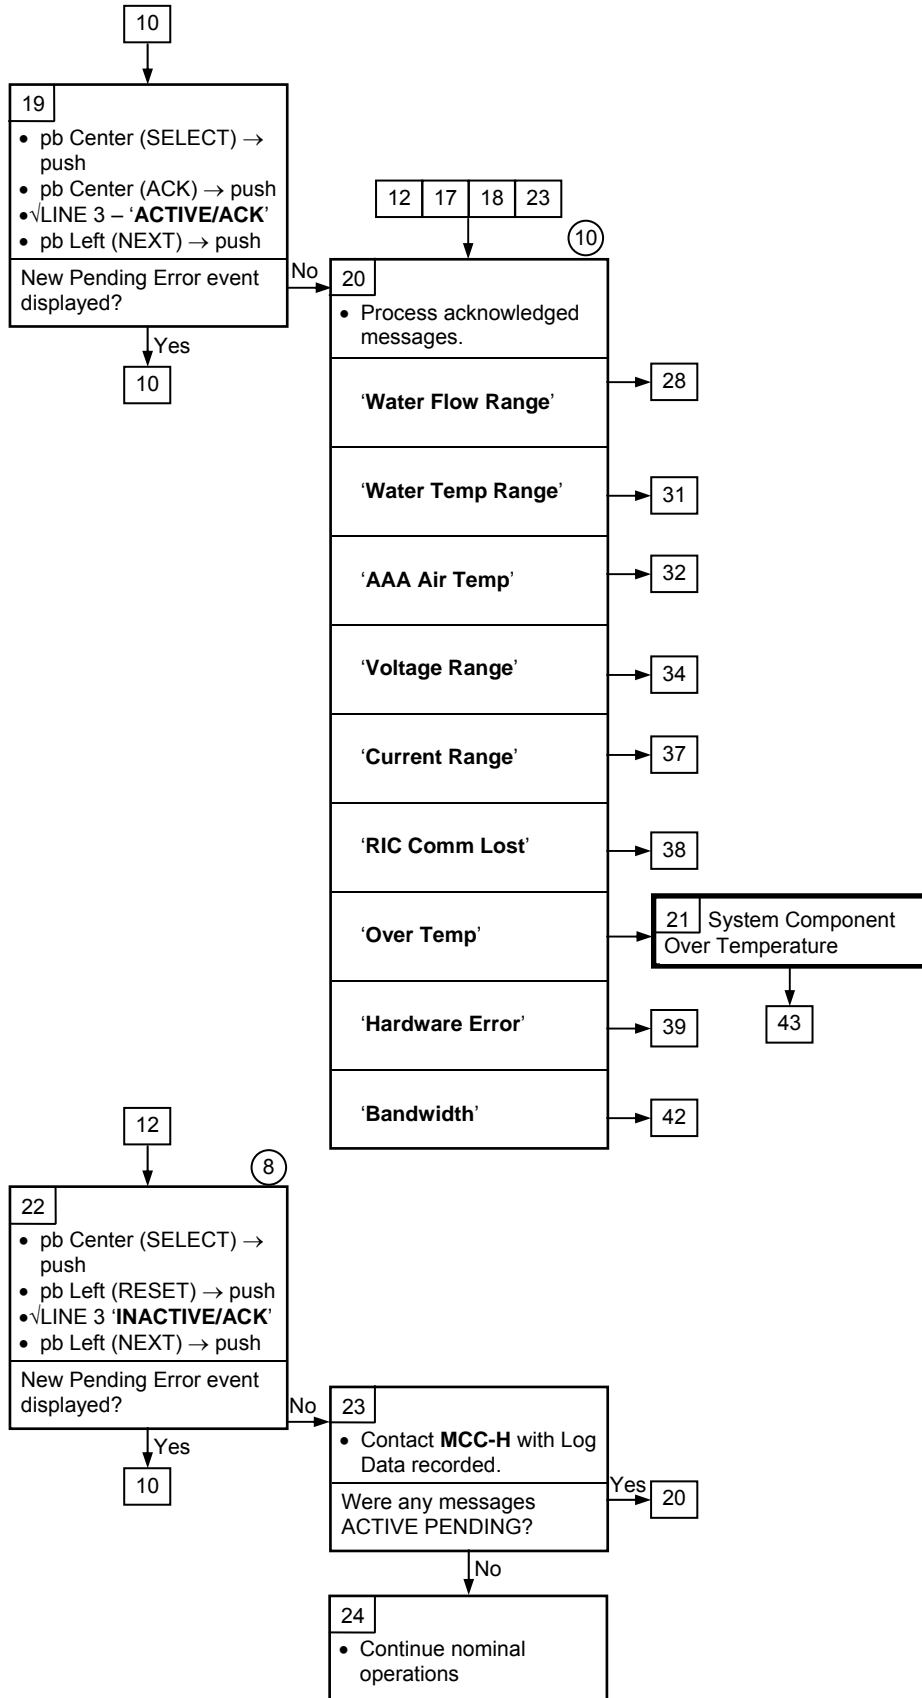 10
19
• pb Center (SELECT) →
push
• pb Center (ACK) → push
•√LINE 3 – ‘ACTIVE/ACK’
• pb Left (NEXT) → push
New Pending Error event
displayed?
No
Yes
10
12 17 18 23
10
20
• Process acknowledged
messages.
‘Water Flow Range’
28
‘Water Temp Range’
31
‘AAA Air Temp’
32
‘Voltage Range’
34
‘Current Range’
37
‘RIC Comm Lost’
38
‘Over Temp’
21 System Component
Over Temperature
43
‘Hardware Error’
39
‘Bandwidth’
42
12
8
22
• pb Center (SELECT) →
push
• pb Left (RESET) → push
•√LINE 3 ‘INACTIVE/ACK’
• pb Left (NEXT) → push
New Pending Error event
displayed?
No
Yes
10
23
• Contact MCC-H with Log
Data recorded.
Were any messages
ACTIVE PENDING?
Yes
20
No
24
• Continue nominal
operations